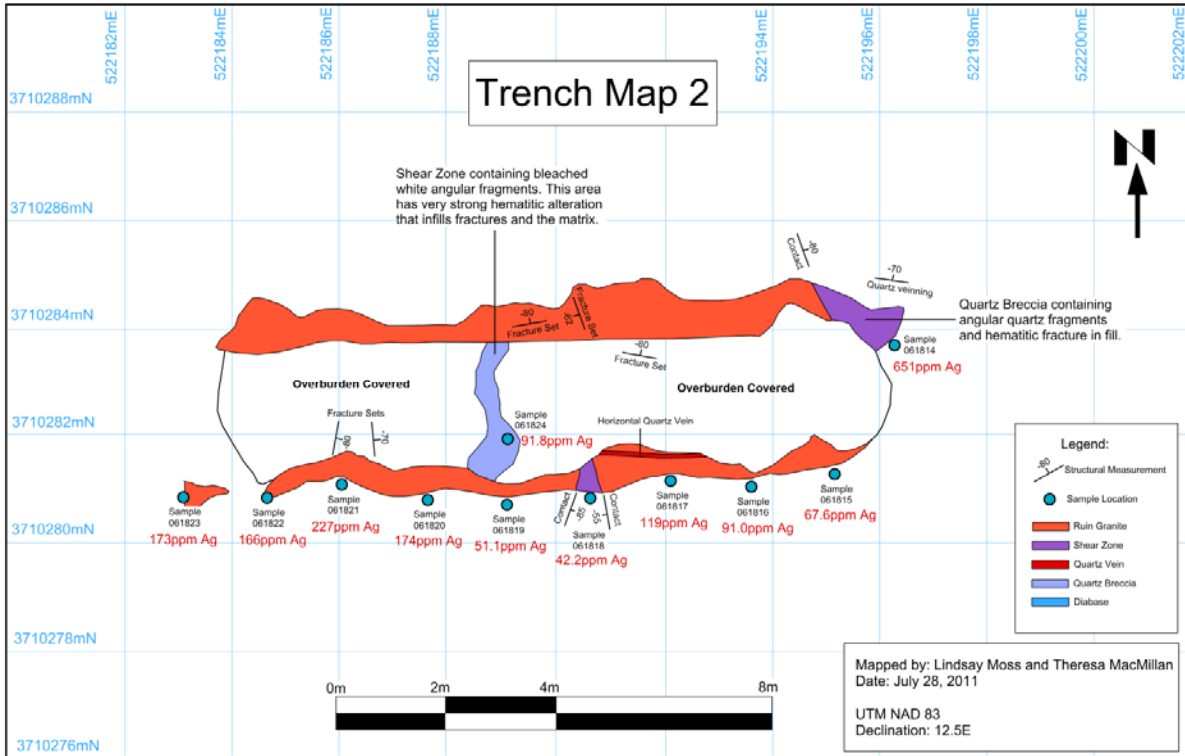 522182mE
522184mE
522186mE
522188mE
522194mE
522196mE
522200mE
522202mE
Trench Map 2
3710288mN
N
Shear Zone containing bleached
white angular fragments. This area
has very strong hematitic alteration
that infills fractures and the matrix.
3710286mN
-80
Contact
-70
Quartz veinning
Quartz Breccia containing
angular quartz fragments
and hematitic fracture in fill.
3710284mN
-80
Fracture Set
Fracture Set
-62
-80
Fracture Set
Sample
061814
651ppm Ag
Overburden Covered
Overburden Covered
Fracture Sets
-80
-70
Sample
061824
91.8ppm Ag
Horizontal Quartz Vein
3710282mN
Legend:
-80
Structural Measurement
Sample Location
Ruin Granite
Shear Zone
Quartz Vein
Quartz Breccia
Diabase
Sample
061823
173ppm Ag
Sample
061822
166ppm Ag
Sample
061821
227ppm Ag
Sample
061820
174ppm Ag
Sample
061819
51.1ppm Ag
Contact
-85
-55
Contact
Sample
061818
42.2ppm Ag
Sample
061817
119ppm Ag
Sample
061816
91.0ppm Ag
Sample
061815
67.6ppm Ag
3710280mN
3710278mN
0m
2m
4m
8m
Mapped by: Lindsay Moss and Theresa MacMillan
Date: July 28, 2011
UTM NAD 83
Declination: 12.5E
3710276mN